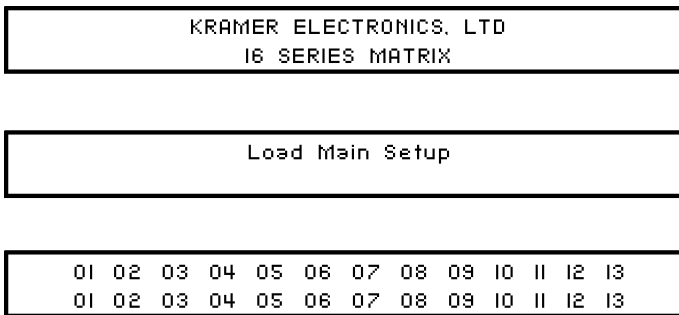 KRAMER ELECTRONICS, LTD
16 SERIES MATRIX
Load Main Setup
01 02 03 04 05 06 07 08 09 10 11 12 13
01 02 03 04 05 06 07 08 09 10 11 12 13